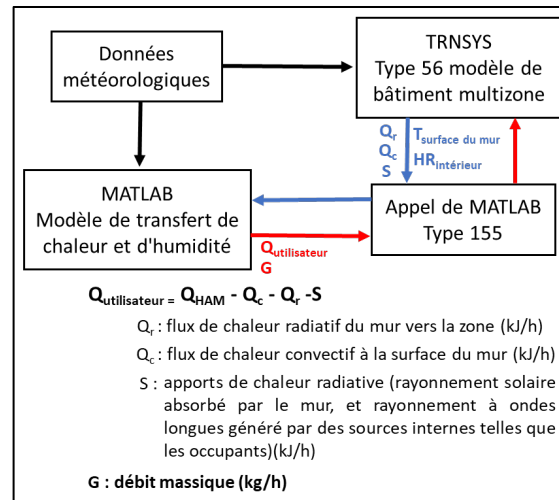 Données
météorologiques
TRNSYS
Type 56 modèle de
bâtiment multizone
Qr
Qc
S
Tsurface du mur
HRintérieur
MATLAB
Modèle de transfert de
chaleur et d'humidité
Qutilisateur
G
Appel de MATLAB
Type 155
Qutilisateur = QHAM - Qc - Qr -S
Qr : flux de chaleur radiatif du mur vers la zone (kJ/h)
Qc : flux de chaleur convectif à la surface du mur (kJ/h)
S : apports de chaleur radiative (rayonnement solaire
absorbé par le mur, et rayonnement à ondes
longues généré par des sources internes telles que
les occupants)(kJ/h)
G : débit massique (kg/h)